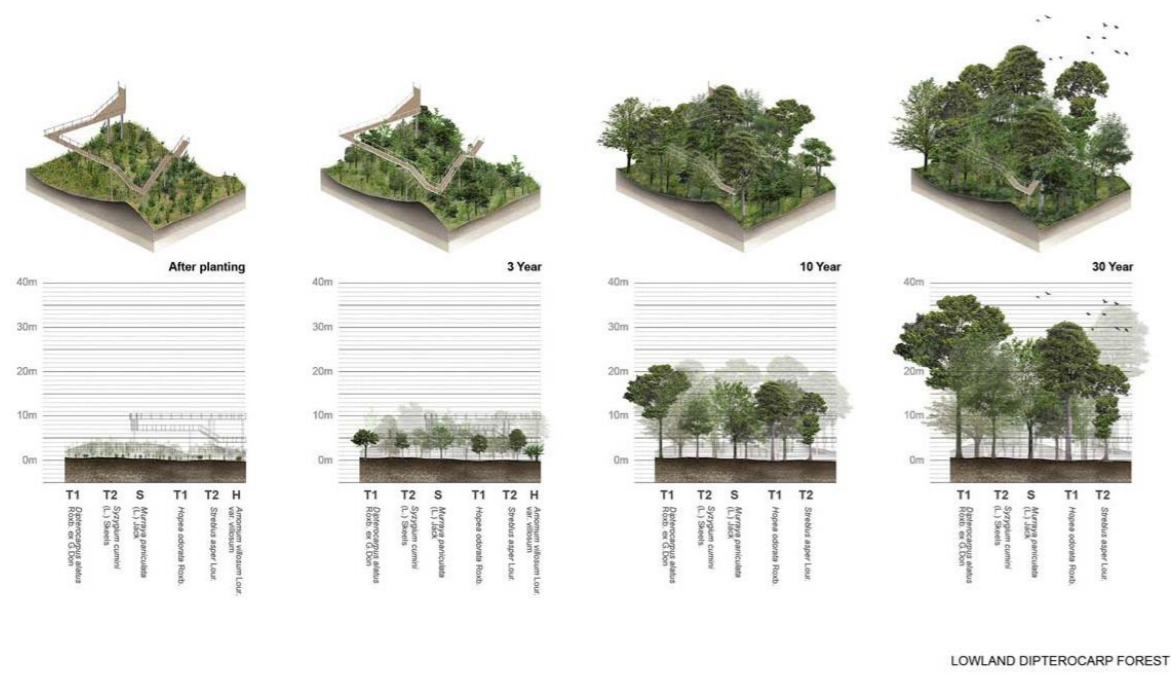 After planting
3 Year
10 Year
30 Year
40m
30m
20m
10m
0m
T1 T2 S T1 T2 H
Dipterocarpus alatus
Roxb. ex G.Don
Syzygium cumini
(L.) Skeels
Murraya paniculata
(L.) Jack
Hopea odorata Roxb.
Streblus asper Lour.
Amomum villosum Lour.
var. villosum
40m
30m
20m
10m
0m
T1 T2 S T1 T2 H
Dipterocarpus alatus
Roxb. ex G.Don
Syzygium cumini
(L.) Skeels
Murraya paniculata
(L.) Jack
Hopea odorata Roxb.
Streblus asper Lour.
Amomum villosum Lour.
var. villosum
40m
30m
20m
10m
0m
T1 T2 S T1 T2
Dipterocarpus alatus
Roxb. ex G.Don
Syzygium cumini
(L.) Skeels
Murraya paniculata
(L.) Jack
Hopea odorata Roxb.
Streblus asper Lour.
40m
30m
20m
10m
0m
T1 T2 S T1 T2
Dipterocarpus alatus
Roxb. ex G.Don
Syzygium cumini
(L.) Skeels
Murraya paniculata
(L.) Jack
Hopea odorata Roxb.
Streblus asper Lour.
LOWLAND DIPTEROCARP FOREST